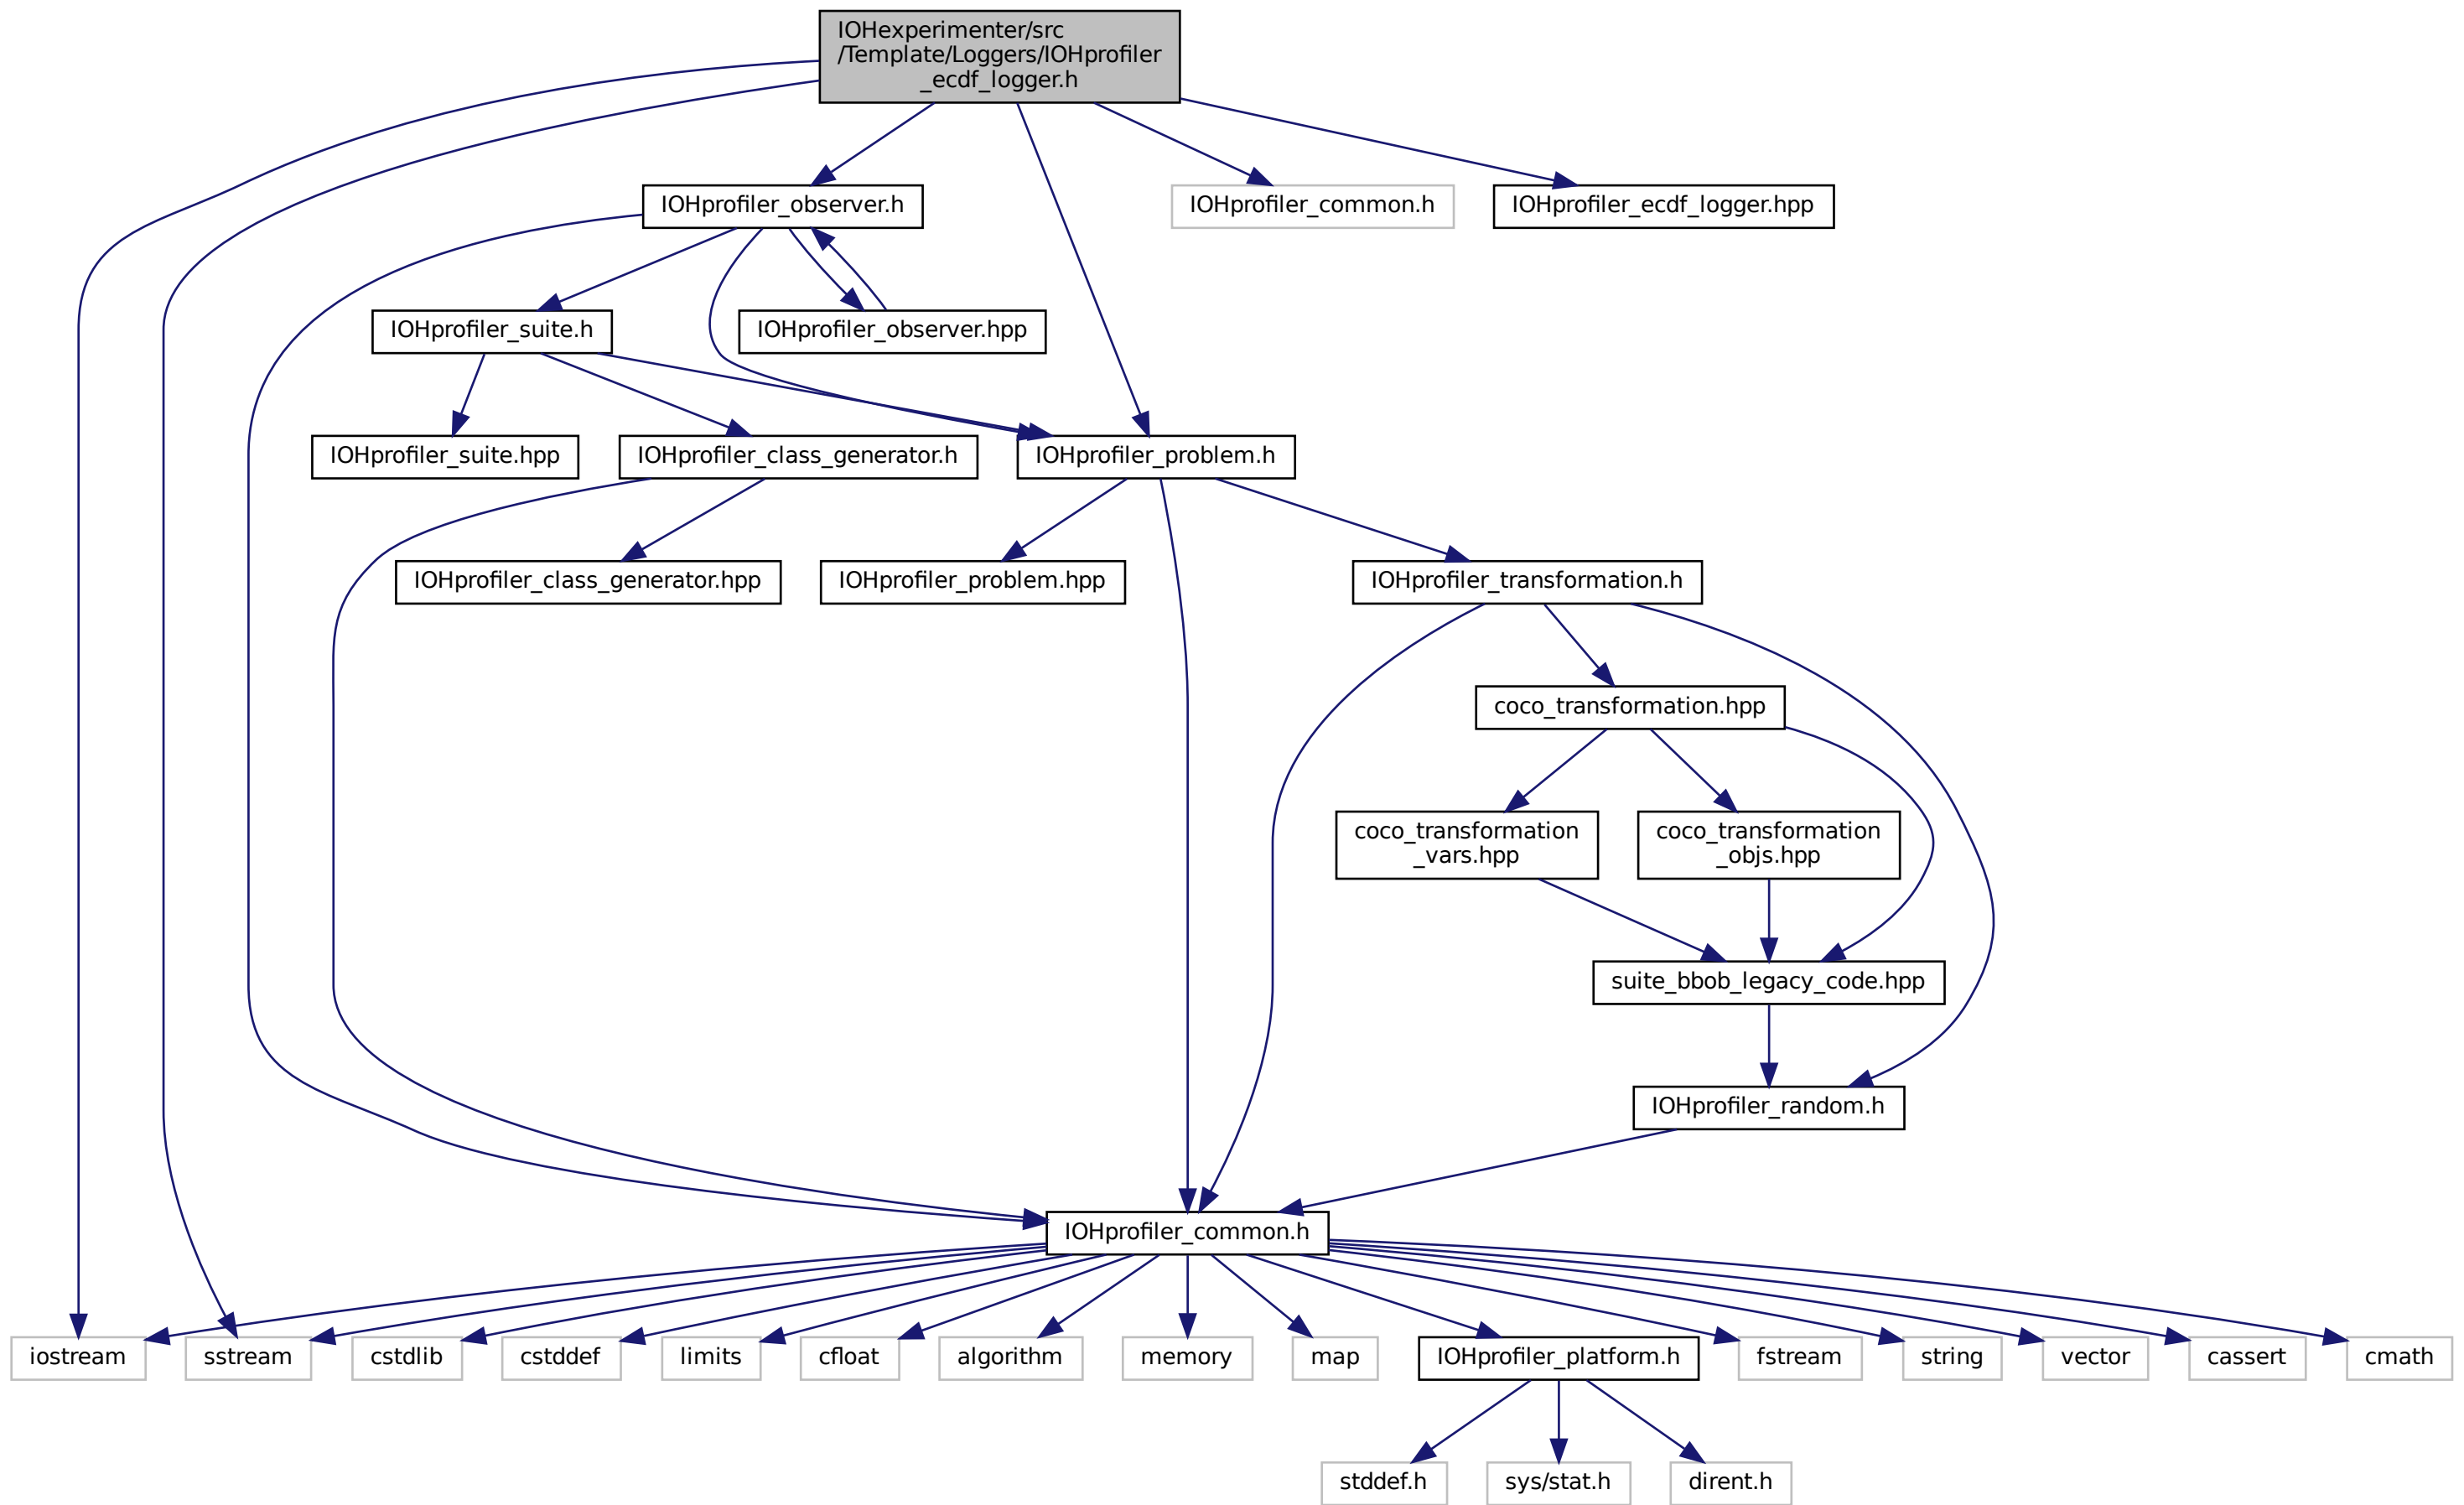 IOHexperimenter/src
/Template/Loggers/IOHprofiler
_ecdf_logger.h
IOHprofiler_observer.h
IOHprofiler_common.h
IOHprofiler_ecdf_logger.hpp
IOHprofiler_suite.h
IOHprofiler_observer.hpp
IOHprofiler_suite.hpp
IOHprofiler_class_generator.h
IOHprofiler_problem.h
IOHprofiler_class_generator.hpp
IOHprofiler_problem.hpp
IOHprofiler_transformation.h
coco_transformation.hpp
coco_transformation
_vars.hpp
coco_transformation
_objs.hpp
suite_bbob_legacy_code.hpp
IOHprofiler_random.h
IOHprofiler_common.h
iostream
sstream
cstdlib
cstddef
limits
cfloat
algorithm
memory
map
IOHprofiler_platform.h
fstream
string
vector
cassert
cmath
stddef.h
sys/stat.h
dirent.h